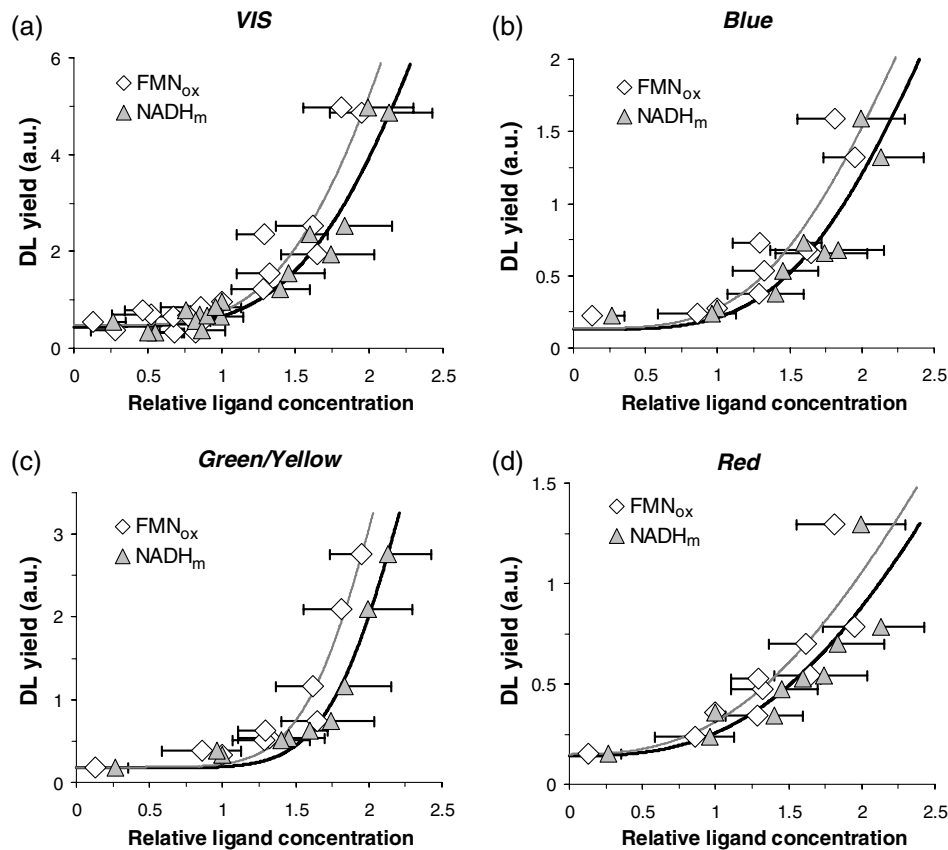 (a)
VIS
6
4
2
0
0
0.5
1
1.5
2
2.5
DL yield (a.u.)
Relative ligand concentration
FMNox
NADHm
(b)
Blue
2
1.5
1
0.5
0
0
0.5
1
1.5
2
2.5
DL yield (a.u.)
Relative ligand concentration
FMNox
NADHm
(c)
Green/Yellow
3
2
1
0
0
0.5
1
1.5
2
2.5
DL yield (a.u.)
Relative ligand concentration
FMNox
NADHm
(d)
Red
1.5
1
0.5
0
0
0.5
1
1.5
2
2.5
DL yield (a.u.)
Relative ligand concentration
FMNox
NADHm